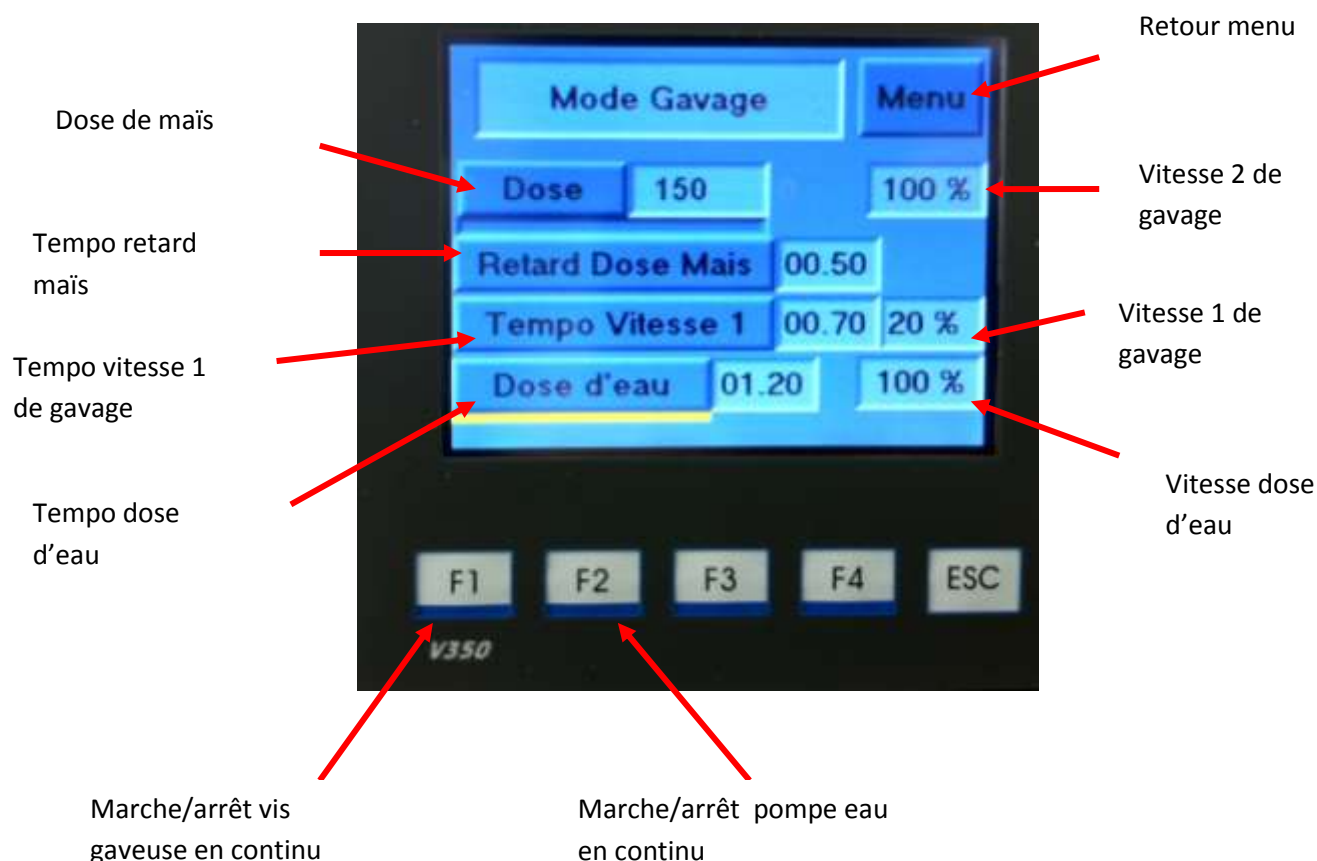 Retour menu
Mode Gavage
Menu
Dose de maïs
Dose
150
100 %
Vitesse 2 de
gavage
Tempo retard
maïs
Retard Dose Mais
00.50
Tempo Vitesse 1
00.70
20 %
Vitesse 1 de
gavage
Tempo vitesse 1
de gavage
Dose d'eau
01.20
100 %
Vitesse dose
d’eau
Tempo dose
d’eau
F1
F2
F3
F4
ESC
V350
Marche/arrêt vis
gaveuse en continu
Marche/arrêt  pompe eau
en continu